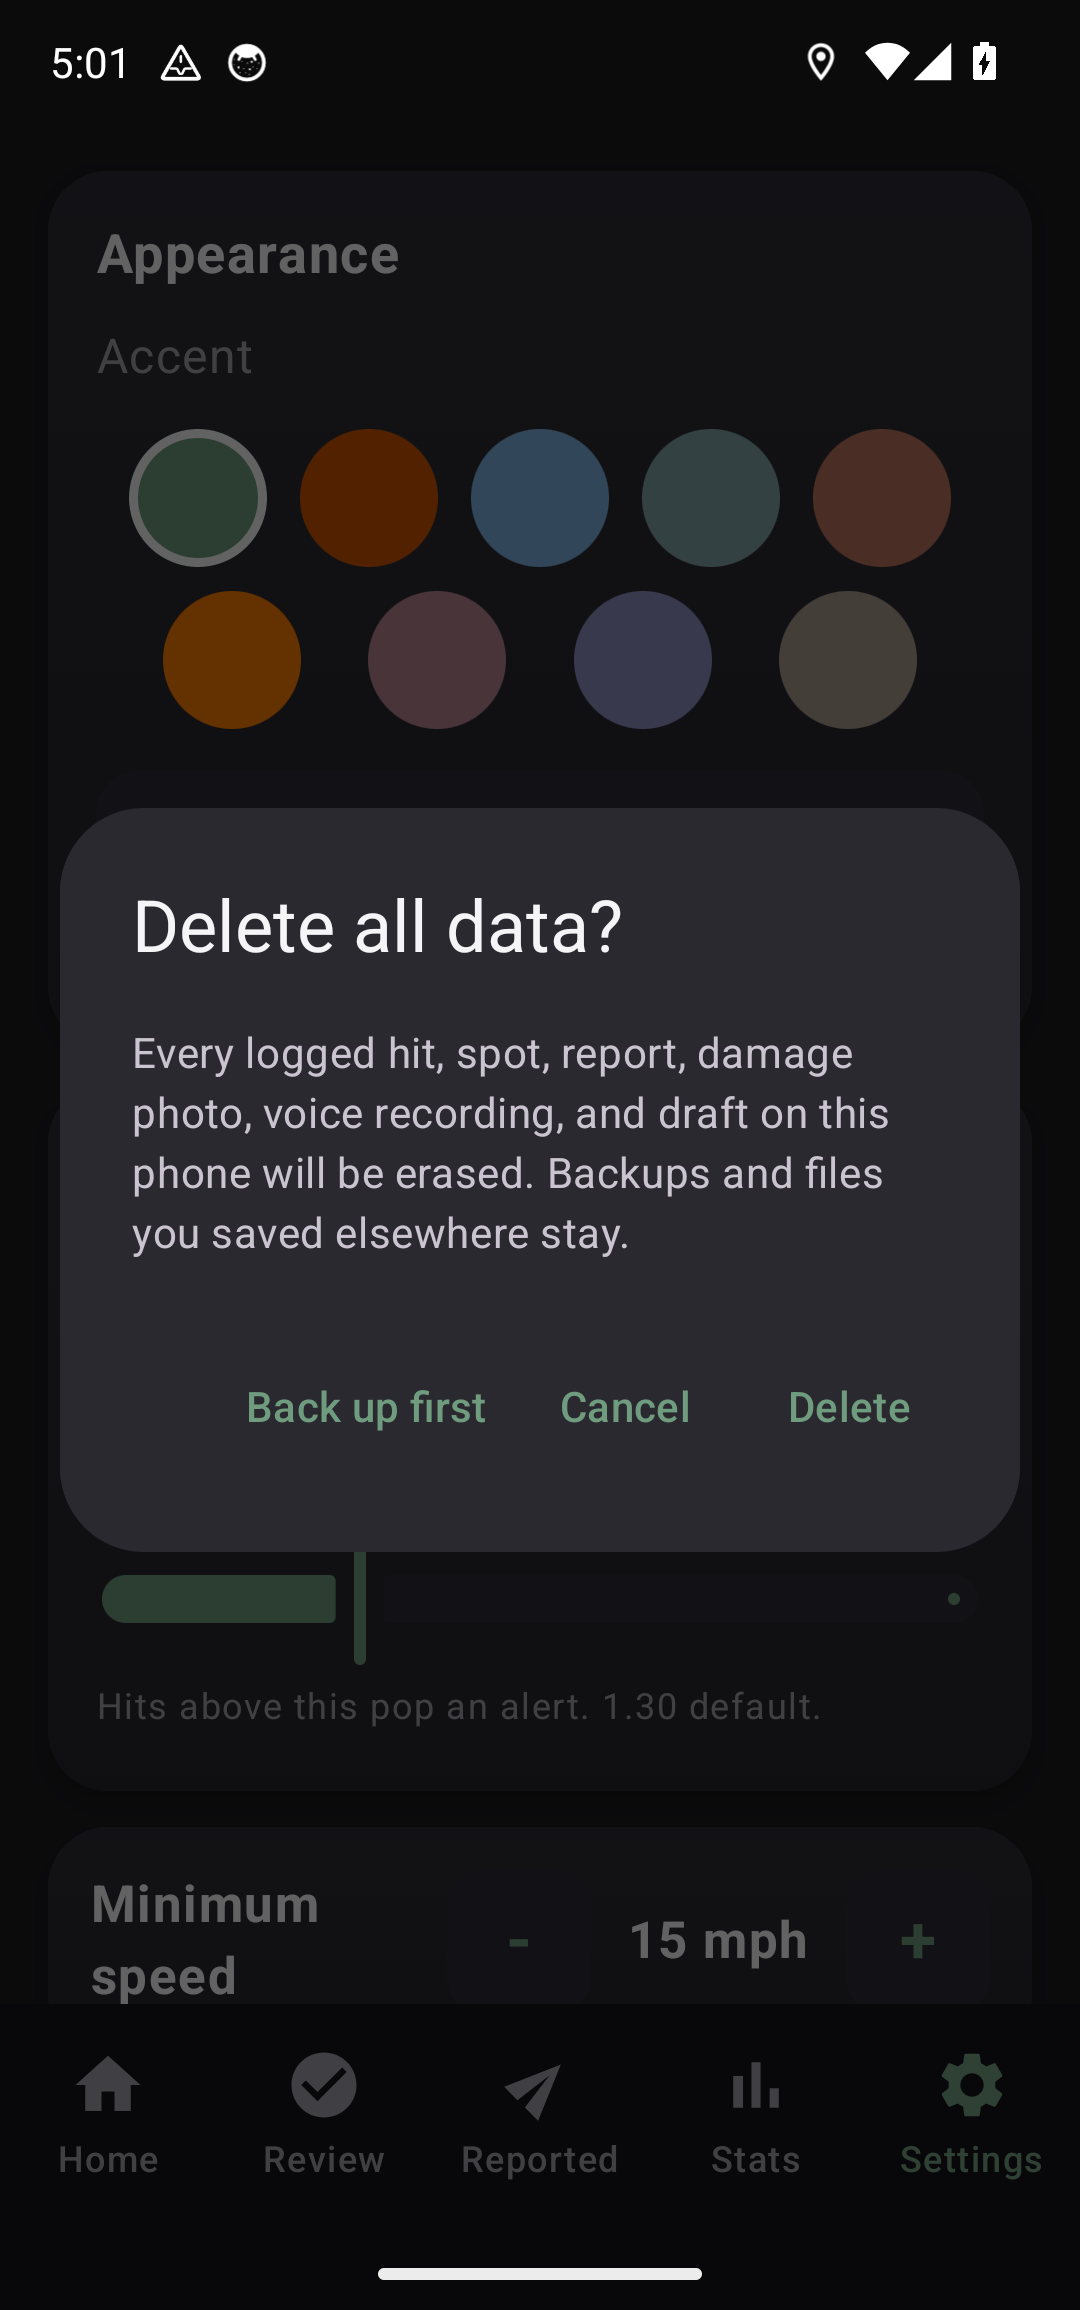 5:01
Appearance
Accent
Delete all data?
Every logged hit, spot, report, damage
photo, voice recording, and draft on this
phone will be erased. Backups and files
you saved elsewhere stay.
Back up first Cancel Delete
Hits above this pop an alert. 1.30 default.
Minimum
speed
- 15 mph +
Home Review Reported Stats Settings